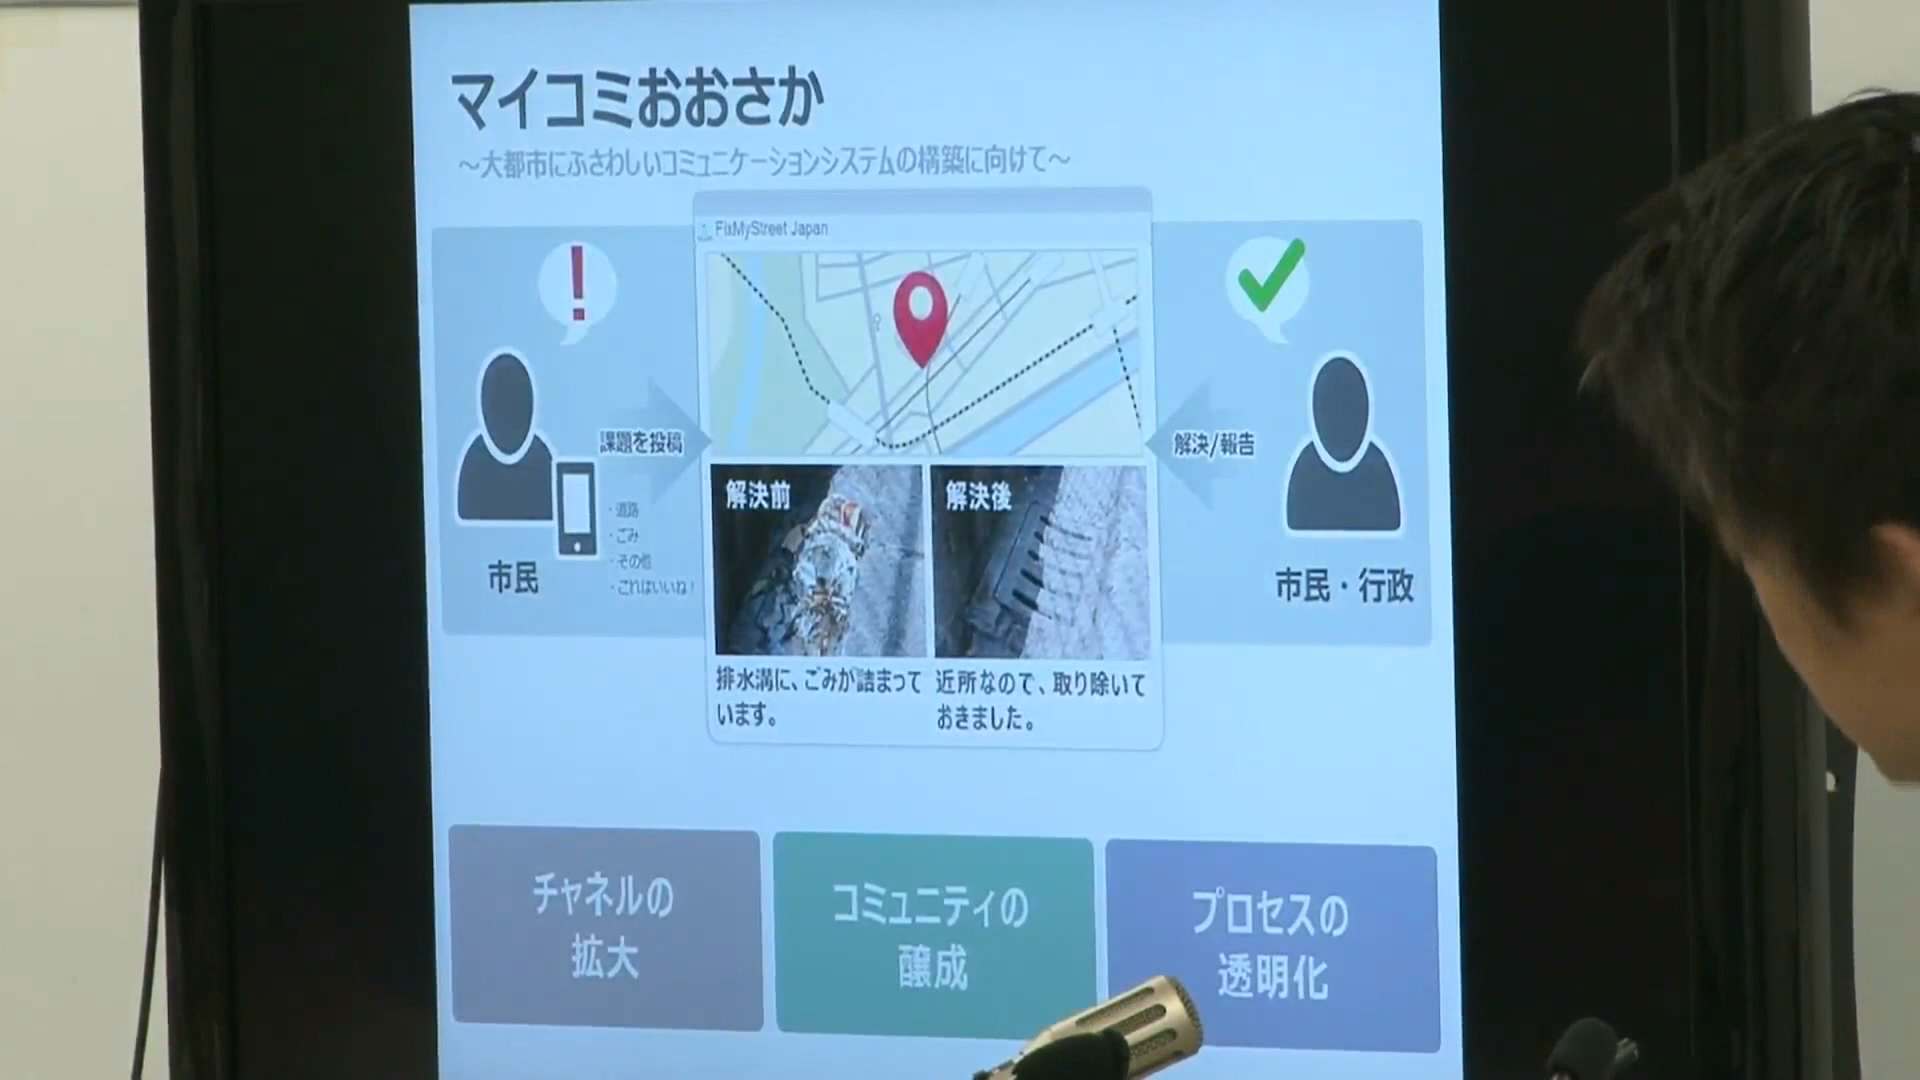 マイコミおおさか
～大都市にふさわしいコミュニケーションシステムの構築に向けて～
FixMyStreet Japan
課題を投稿
・道路
・ごみ
・その他
・これはいいね！
市民
解決前
解決後
排水溝に、ごみが詰まって
います。
近所なので、取り除いて
おきました。
解決/報告
市民・行政
チャネルの
拡大
コミュニティの
醸成
プロセスの
透明化